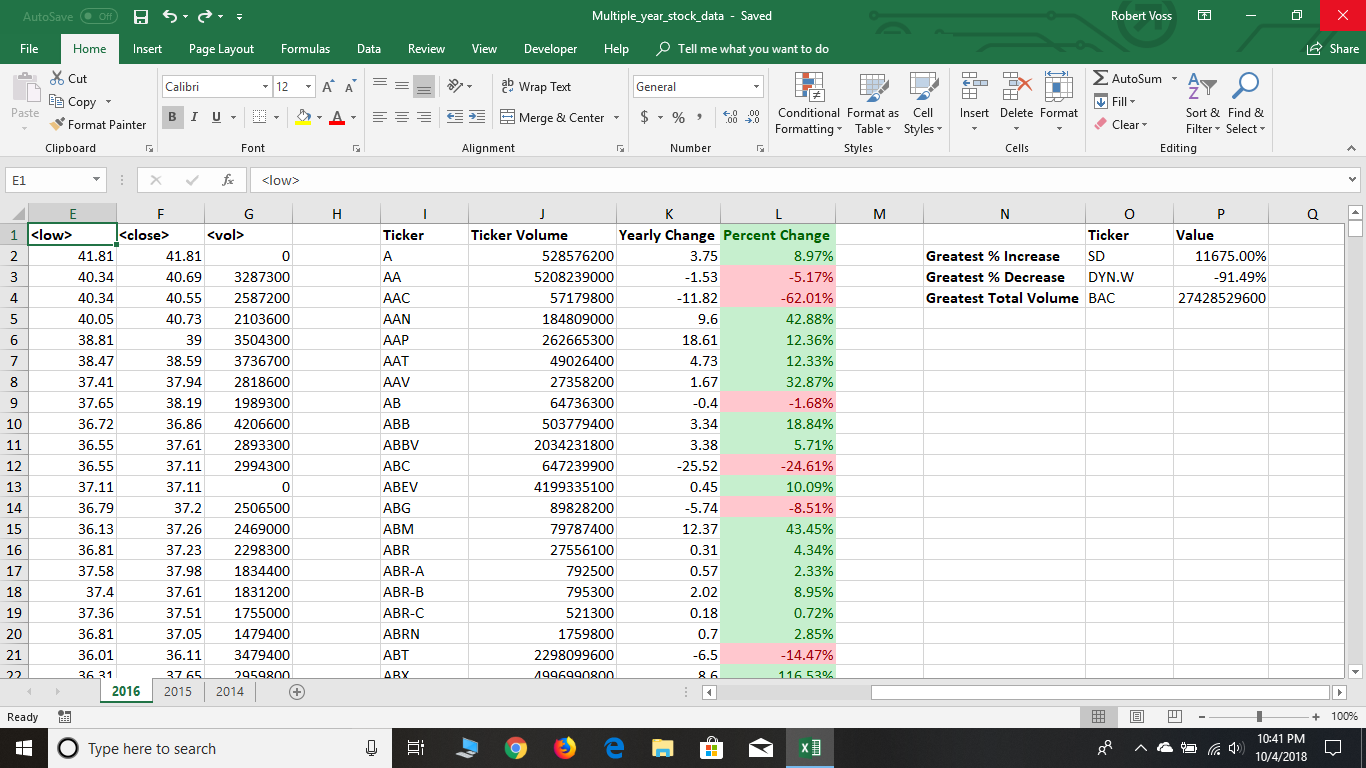 AutoSave Off Multiple_year_stock_data - Saved Robert Voss
File Home Insert Page Layout Formulas Data Review View Developer Help Tell me what you want to do Share
Paste
Cut
Copy
Format Painter
Calibri 12
B I U
Wrap Text
Merge & Center
General
$ % ,
Conditional Formatting
Format as Table
Cell Styles
Insert Delete Format
AutoSum
Fill
Clear
Sort & Filter
Find & Select
Clipboard Font Alignment Number Styles Cells Editing
E1 fx <low>
E F G H I J K L M N O P Q
1 <low> <close> <vol> Ticker Ticker Volume Yearly Change Percent Change Ticker Value
2 41.81 41.81 0 A 528576200 3.75 8.97% Greatest % Increase SD 11675.00%
3 40.34 40.69 3287300 AA 5208239000 -1.53 -5.17% Greatest % Decrease DYN.W -91.49%
4 40.34 40.55 2587200 AAC 57179800 -11.82 -62.01% Greatest Total Volume BAC 27428529600
5 40.05 40.73 2103600 AAN 184809000 9.6 42.88%
6 38.81 39 3504300 AAP 262665300 18.61 12.36%
7 38.47 38.59 3736700 AAT 49026400 4.73 12.33%
8 37.41 37.94 2818600 AAV 27358200 1.67 32.87%
9 37.65 38.19 1989300 AB 64736300 -0.4 -1.68%
10 36.72 36.86 4206600 ABB 503779400 3.34 18.84%
11 36.55 37.61 2893300 ABBV 2034231800 3.38 5.71%
12 36.55 37.11 2994300 ABC 647239900 -25.52 -24.61%
13 37.11 37.11 0 ABEV 4199335100 0.45 10.09%
14 36.79 37.2 2506500 ABG 89828200 -5.74 -8.51%
15 36.13 37.26 2469000 ABM 79787400 12.37 43.45%
16 36.81 37.23 2298300 ABR 27556100 0.31 4.34%
17 37.58 37.98 1834400 ABR-A 792500 0.57 2.33%
18 37.4 37.61 1831200 ABR-B 795300 2.02 8.95%
19 37.36 37.51 1755000 ABR-C 521300 0.18 0.72%
20 36.81 37.05 1479400 ABRN 1759800 0.7 2.85%
21 36.01 36.11 3479400 ABT 2298099600 -6.5 -14.47%
22 36.31 37.65 2959800 ABX 4996990800 8.6 116.53%
2016 2015 2014
Ready 100%
Type here to search
10:41 PM
10/4/2018